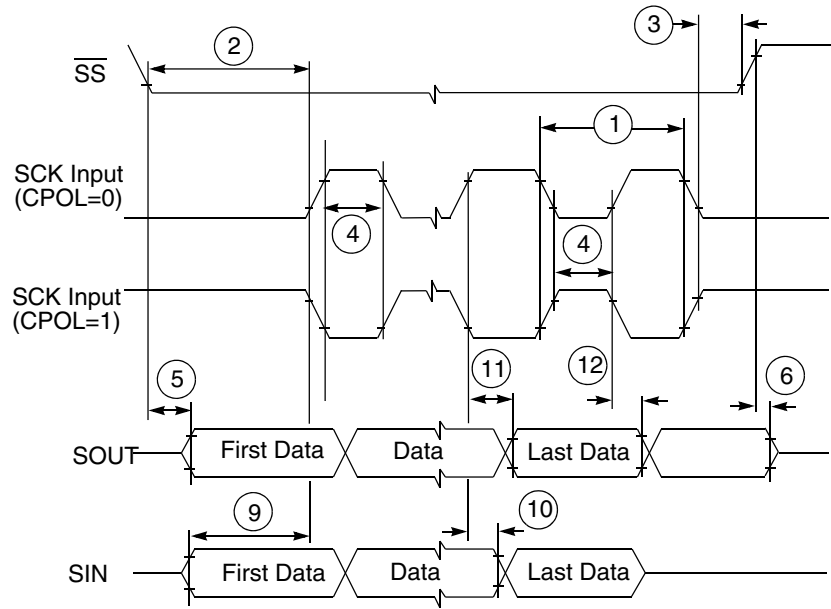 3
2
SS
1
SCK Input
(CPOL=0)
4
4
SCK Input
(CPOL=1)
5
11
12
6
SOUT
First Data
Data
Last Data
9
10
SIN
First Data
Data
Last Data